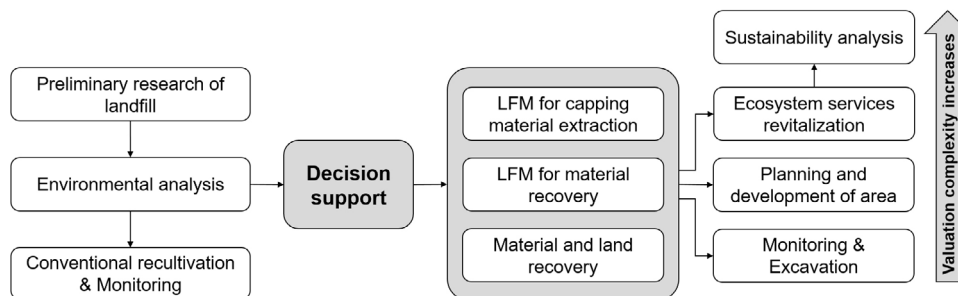 Preliminary research of
landfill
Environmental analysis
Conventional recultivation
& Monitoring
Decision
support
LFM for capping
material extraction
LFM for material
recovery
Material and land
recovery
Sustainability analysis
Ecosystem services
revitalization
Planning and
development of area
Monitoring &
Excavation
Valuation complexity increases